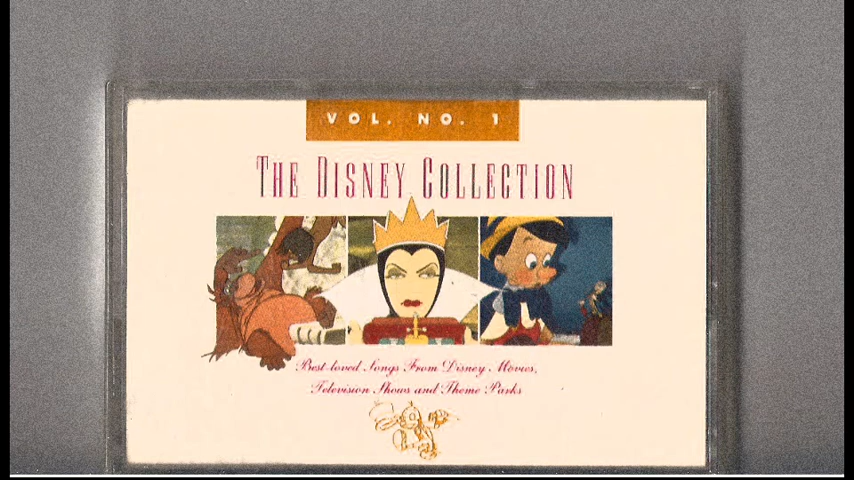 VOL. NO. 1
THE DISNEY COLLECTION
Best-loved Songs From Disney Movies,
Television Shows and Theme Parks